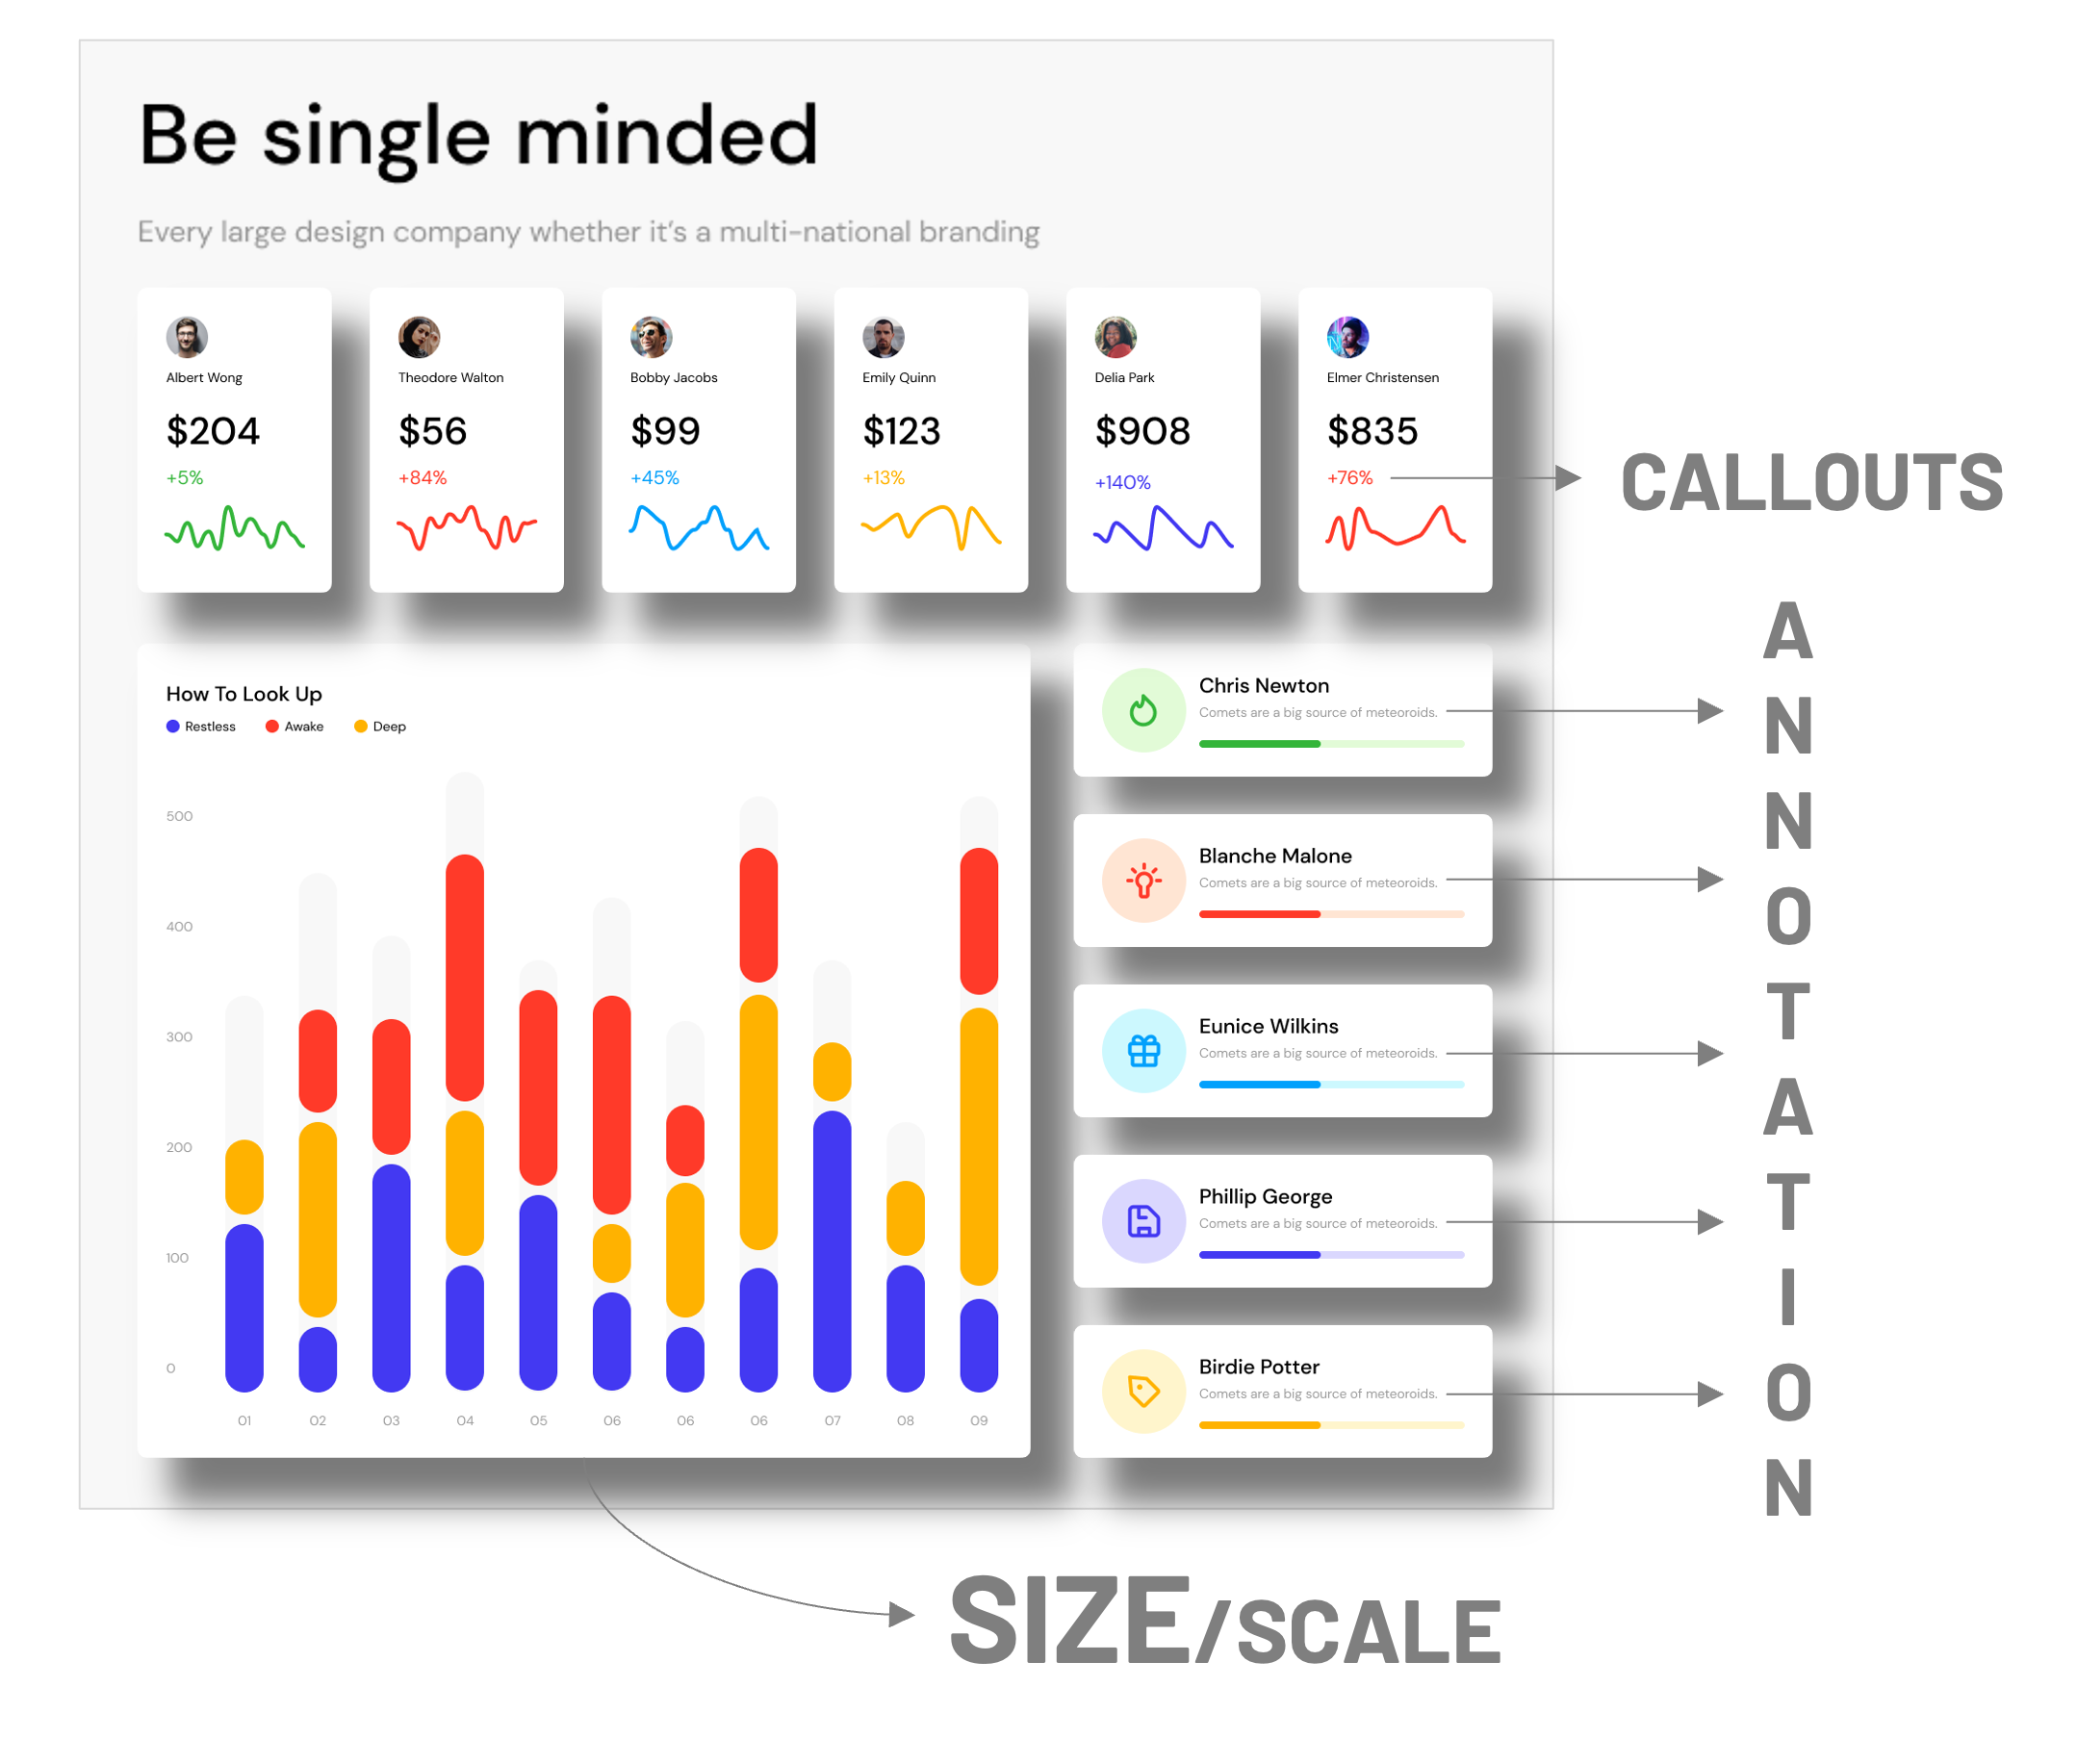 Be single minded
Every large design company whether it's a multi-national branding
Albert Wong
$204
+5%
Theodore Walton
$56
+84%
Bobby Jacobs
$99
+45%
Emily Quinn
$123
+13%
Delia Park
$908
+140%
Elmer Christensen
$835
+76%
CALLOUTS
How To Look Up
Restless Awake Deep
500
400
300
200
100
0
01 02 03 04 05 06 06 06 07 08 09
Chris Newton
Comets are a big source of meteoroids.
Blanche Malone
Comets are a big source of meteoroids.
Eunice Wilkins
Comets are a big source of meteoroids.
Phillip George
Comets are a big source of meteoroids.
Birdie Potter
Comets are a big source of meteoroids.
ANNOTATION
SIZE/SCALE